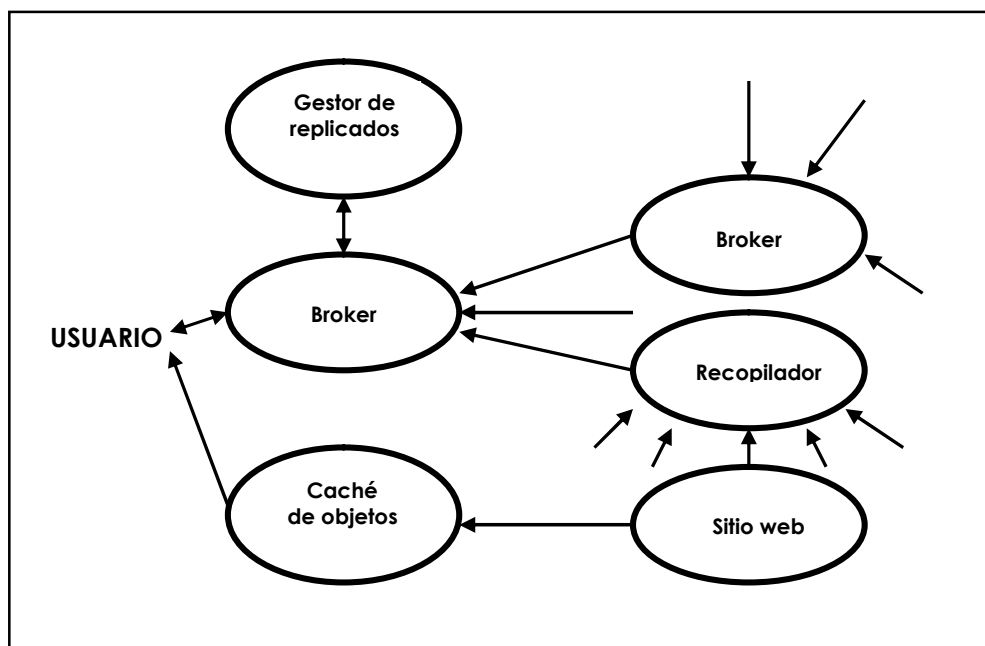 Gestor de
replicados
Broker
Broker
USUARIO
Recopilador
Caché
de objetos
Sitio web